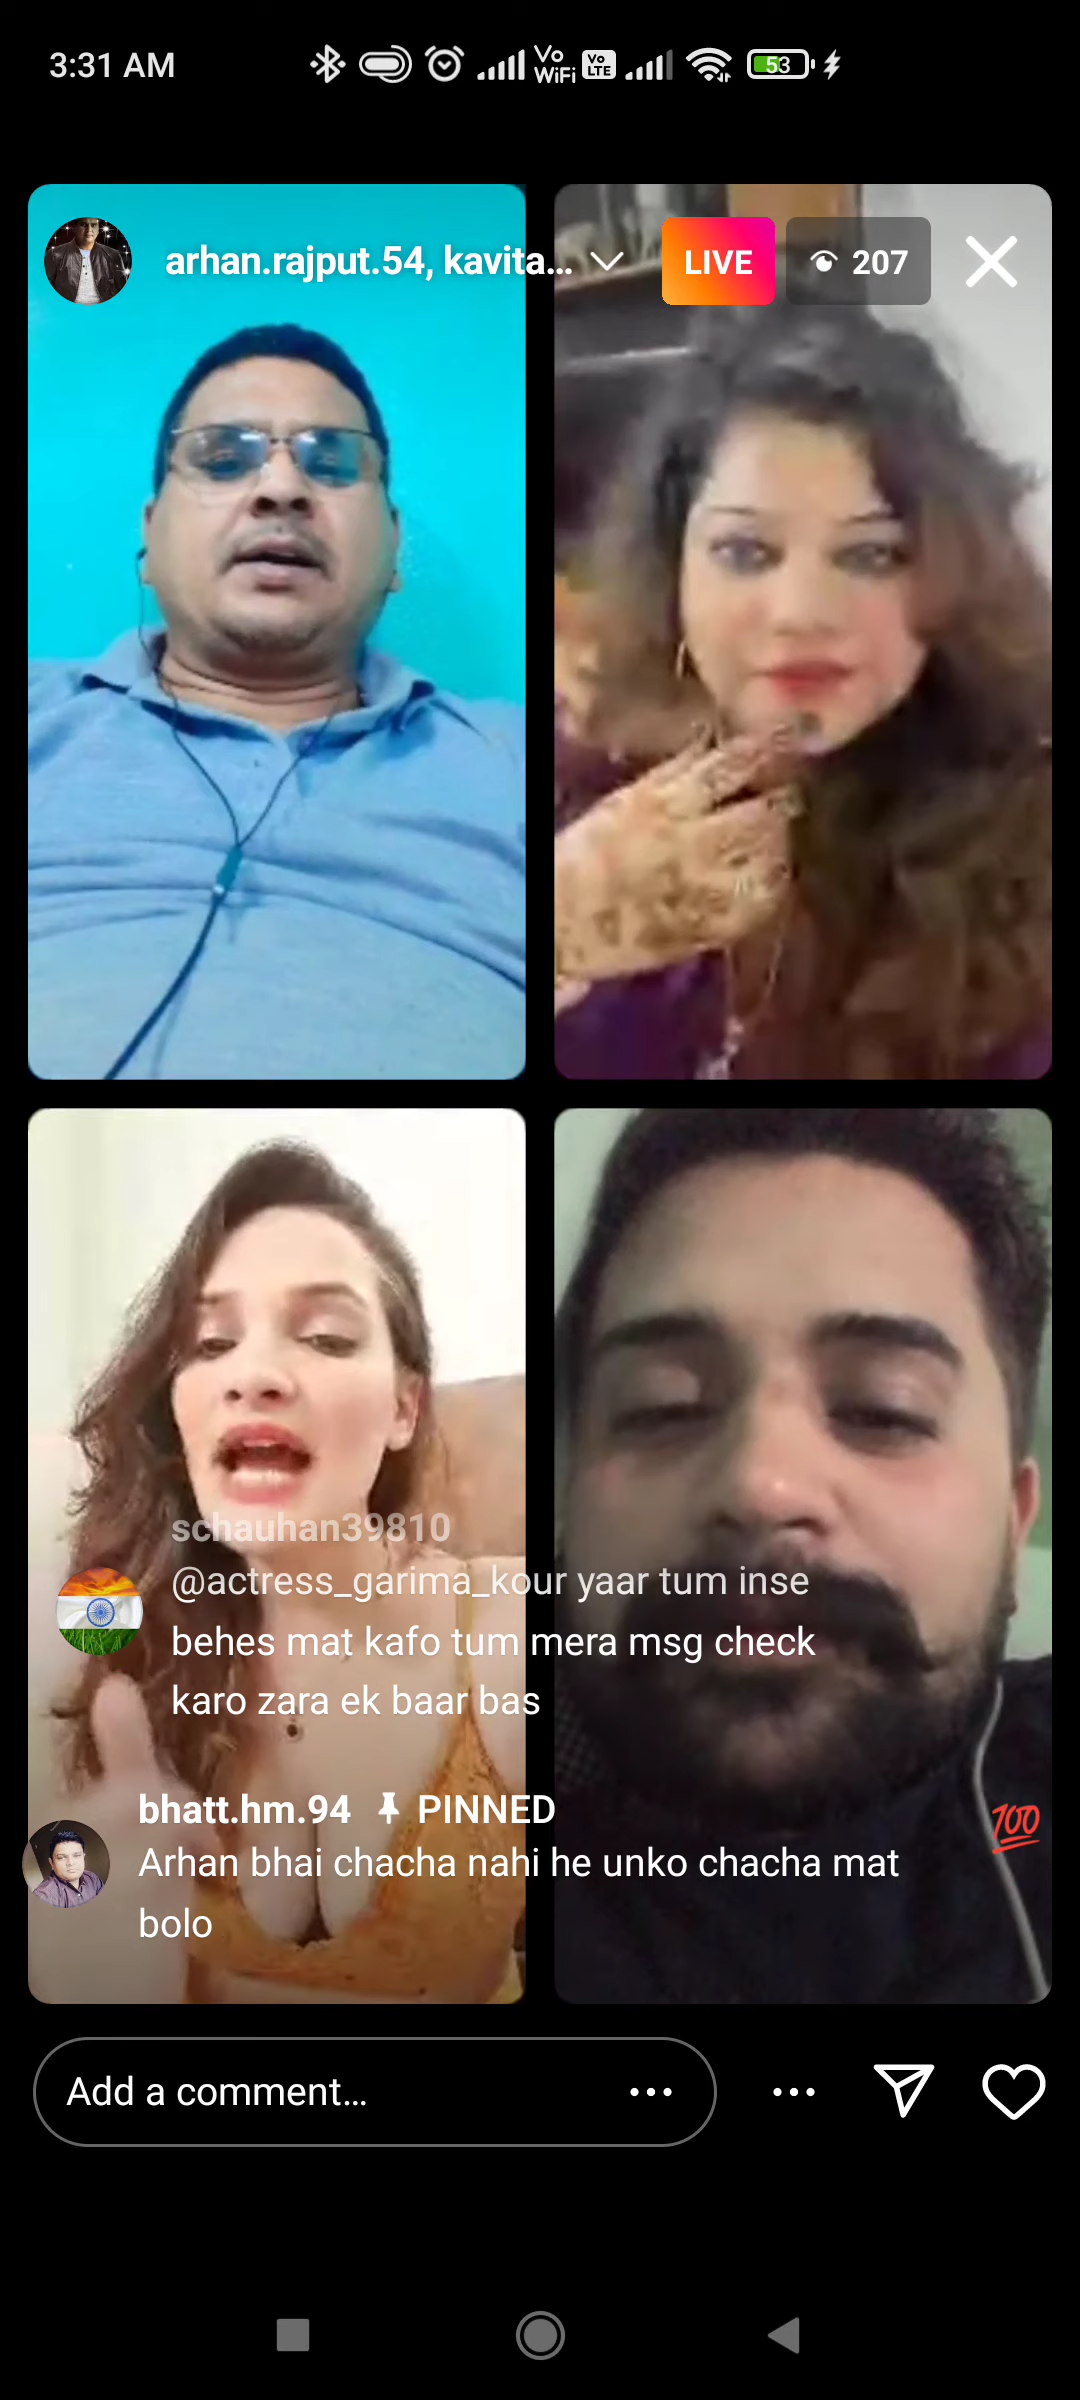 3:31 AM
Vo
WiFi
Vo
LTE
53
arhan.rajput.54, kavita...
LIVE
207
schauhan39810
@actress_garima_kour yaar tum inse
behes mat kafo tum mera msg check
karo zara ek baar bas
bhatt.hm.94 PINNED
Arhan bhai chacha nahi he unko chacha mat
bolo
100
Add a comment...